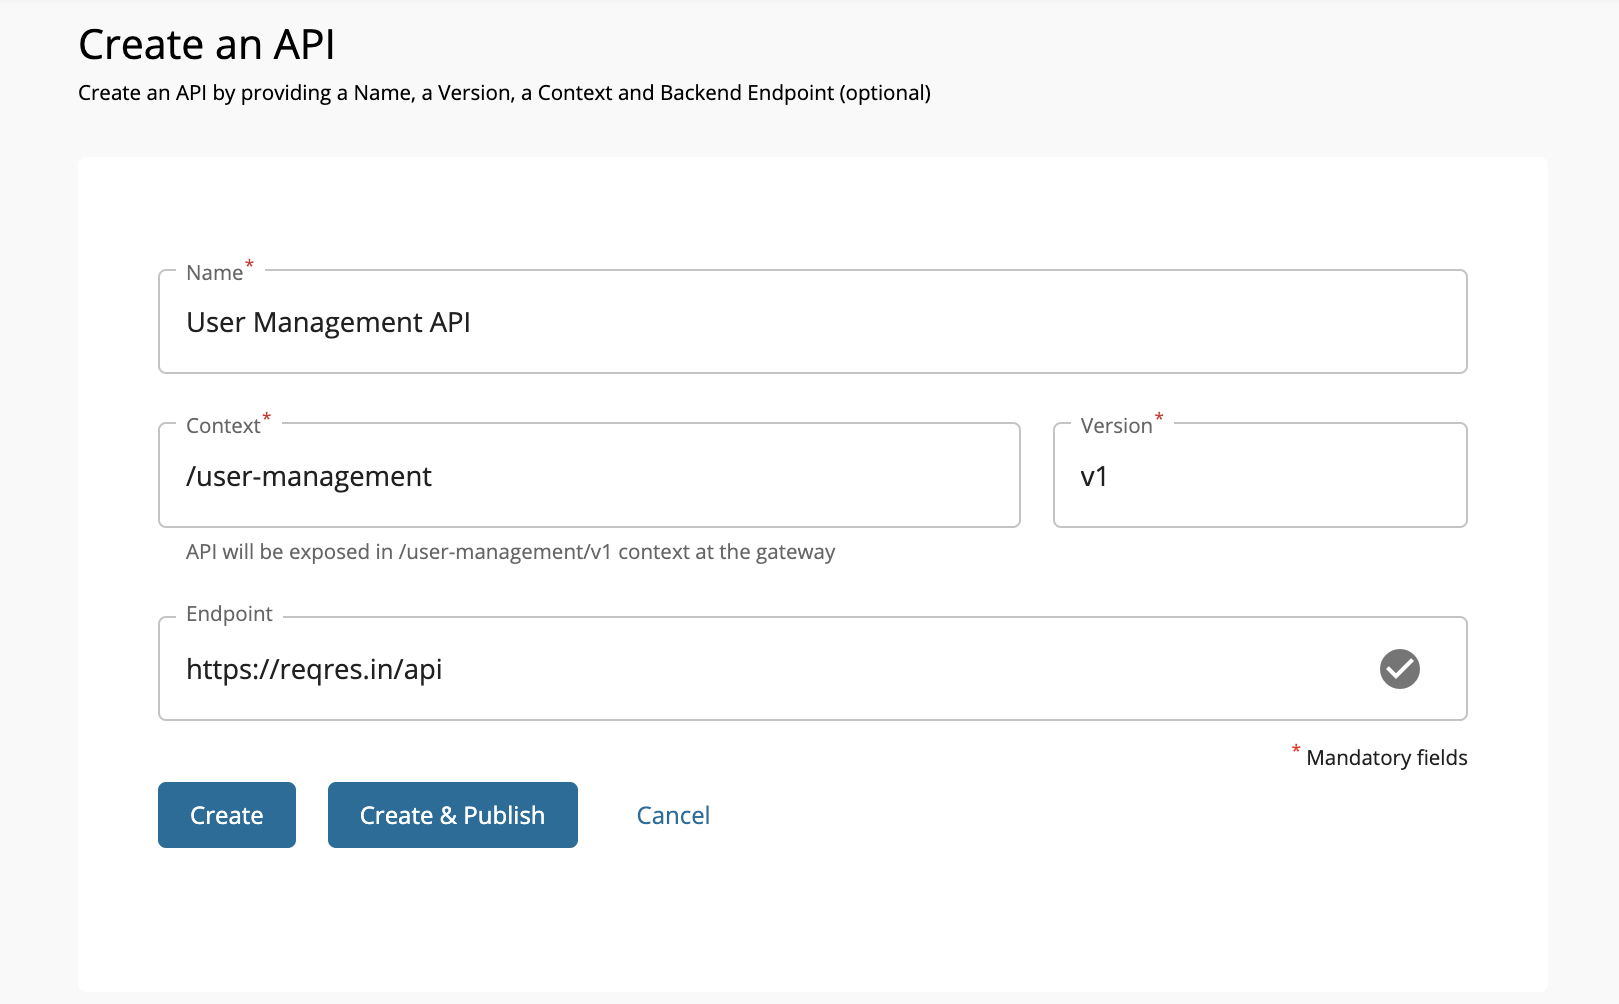 Create an API
Create an API by providing a Name, a Version, a Context and Backend Endpoint (optional)
Name*
User Management API
Context*
/user-management
API will be exposed in /user-management/v1 context at the gateway
Version*
v1
Endpoint
https://reqres.in/api
* Mandatory fields
Create
Create & Publish
Cancel